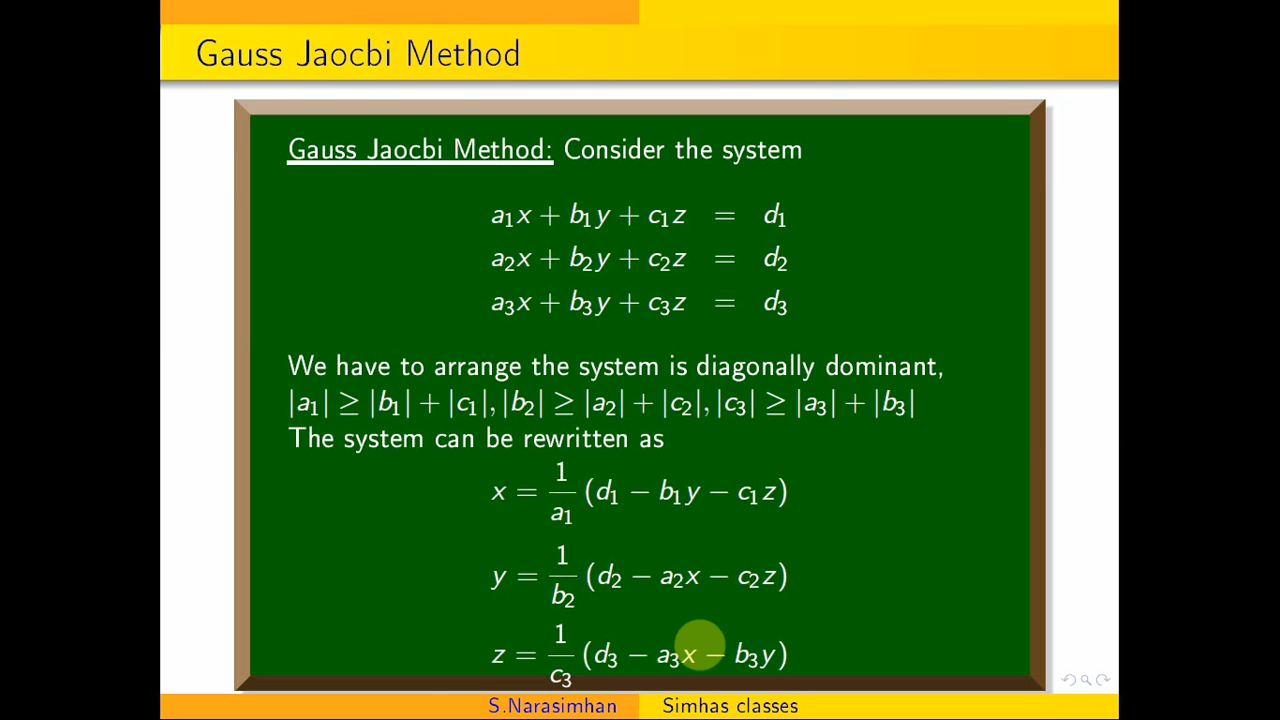 Gauss Jaocbi Method
Gauss Jaocbi Method: Consider the system
a₁x + b₁y + c₁z = d₁
a₂x + b₂y + c₂z = d₂
a₃x + b₃y + c₃z = d₃
We have to arrange the system is diagonally dominant,
|a₁| ≥ |b₁| + |c₁|, |b₂| ≥ |a₂| + |c₂|, |c₃| ≥ |a₃| + |b₃|
The system can be rewritten as
x = 1/a₁ (d₁ − b₁y − c₁z)
y = 1/b₂ (d₂ − a₂x − c₂z)
z = 1/c₃ (d₃ − a₃x − b₃y)
S.Narasimhan Simhas classes